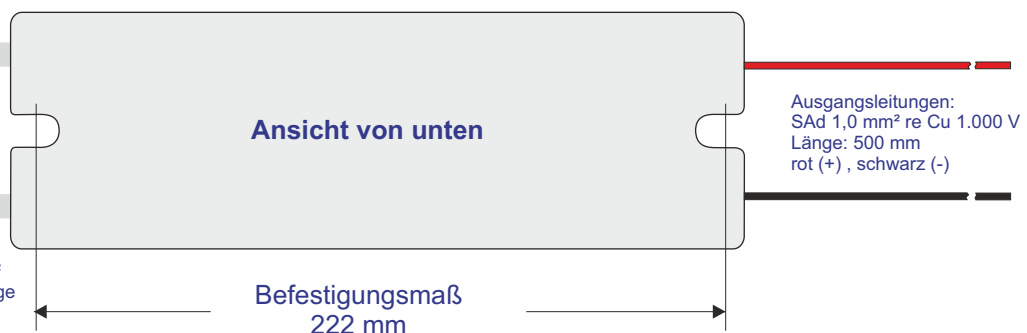 Ansicht von unten
Ausgangsleitungen:
SAd 1,0 mm² re Cu 1.000 V
Länge: 500 mm
rot (+) , schwarz (-)
Befestigungsmaß
222 mm